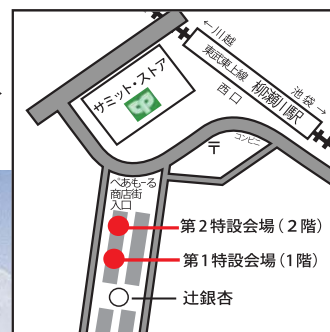 ←川越
東武東上線
柳瀬川駅
池袋→
西口
サミット・ストア
コンビニ
〒
ぺあもーる
商店街
入口
第2特設会場(2階)
第1特設会場(1階)
辻銀杏